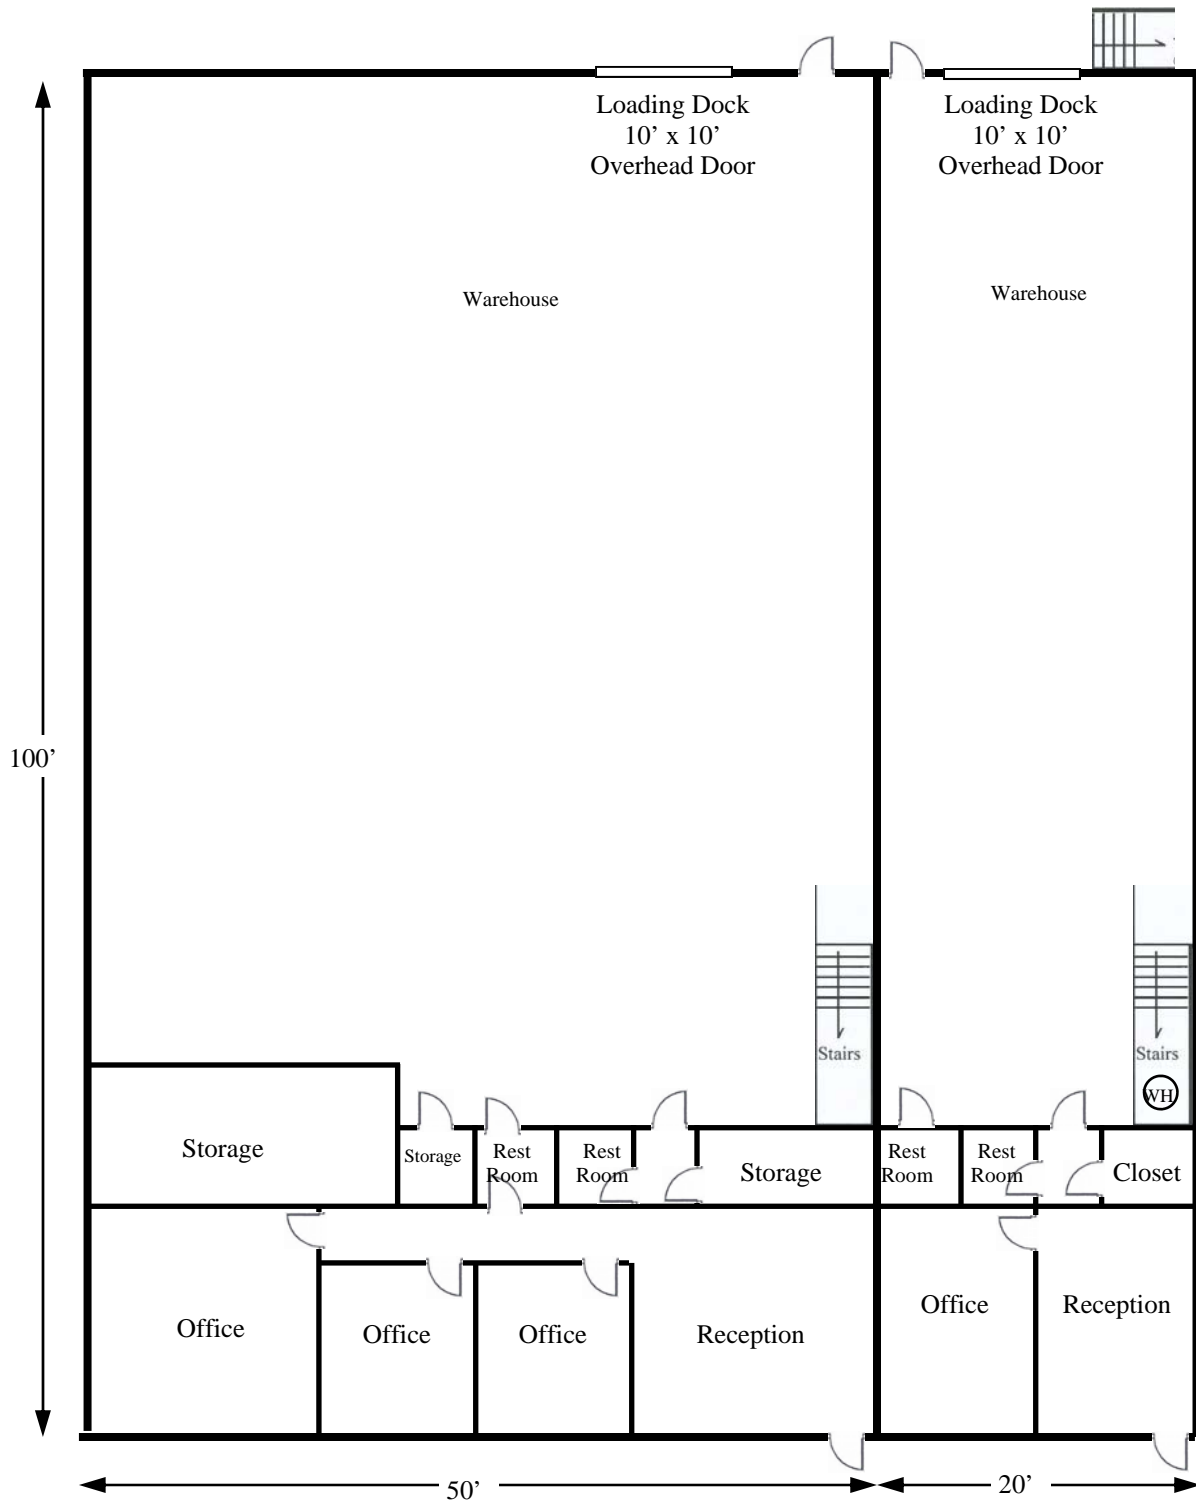 Loading Dock
10’ x 10’
Overhead Door
Loading Dock
10’ x 10’
Overhead Door
Warehouse
Warehouse
100’
Stairs
Stairs
WH
Storage
Storage
Rest
Room
Rest
Room
Storage
Rest
Room
Rest
Room
Closet
Office
Office
Office
Reception
Office
Reception
50’
20’